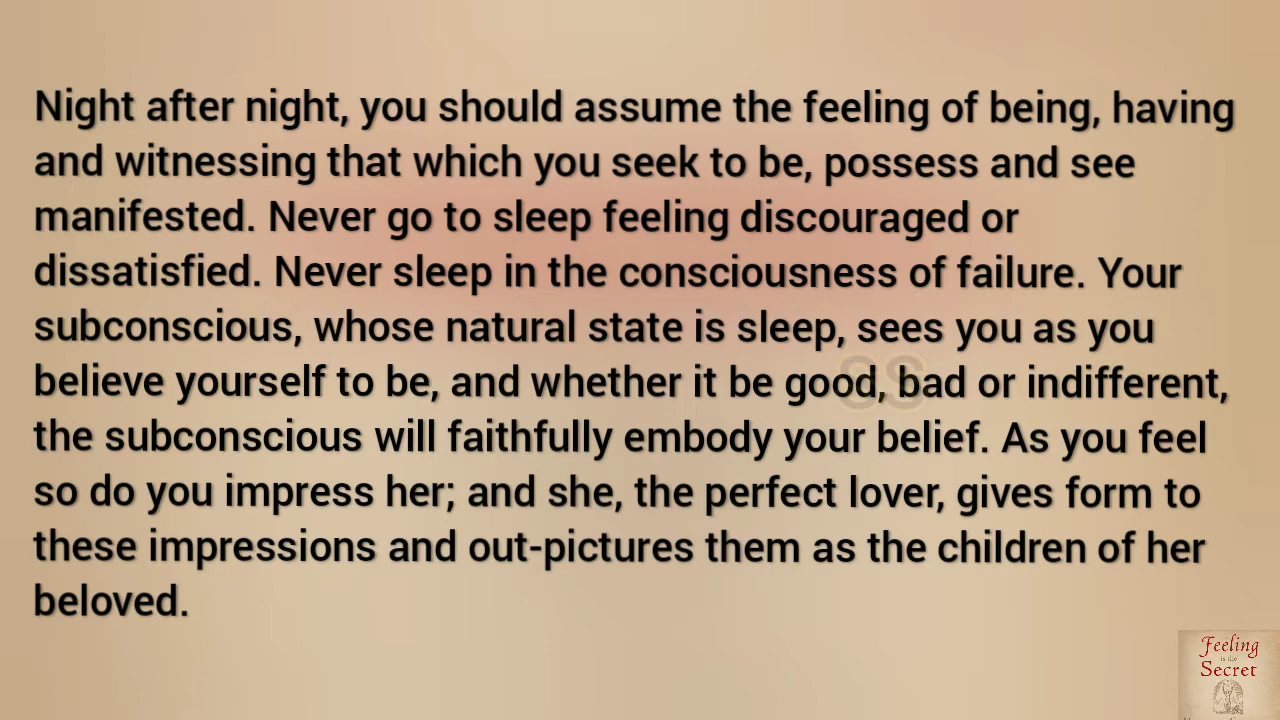 Night after night, you should assume the feeling of being, having
and witnessing that which you seek to be, possess and see
manifested. Never go to sleep feeling discouraged or
dissatisfied. Never sleep in the consciousness of failure. Your
subconscious, whose natural state is sleep, sees you as you
believe yourself to be, and whether it be good, bad or indifferent,
the subconscious will faithfully embody your belief. As you feel
so do you impress her; and she, the perfect lover, gives form to
these impressions and out-pictures them as the children of her
beloved.
Feeling
is the
Secret